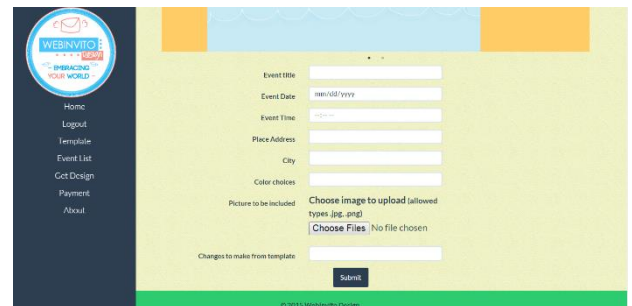 WEBINVITO
EMBRACING
YOUR WORLD
Home
Logout
Template
Event List
Get Design
Payment
About
Event title
Event Date
mm/dd/yyyy
Event Time
--:-- --
Place Address
City
Color choices
Picture to be included
Choose image to upload (allowed
types .jpg, .png)
Choose Files No file chosen
Changes to make from template
Submit
Webinvito Design